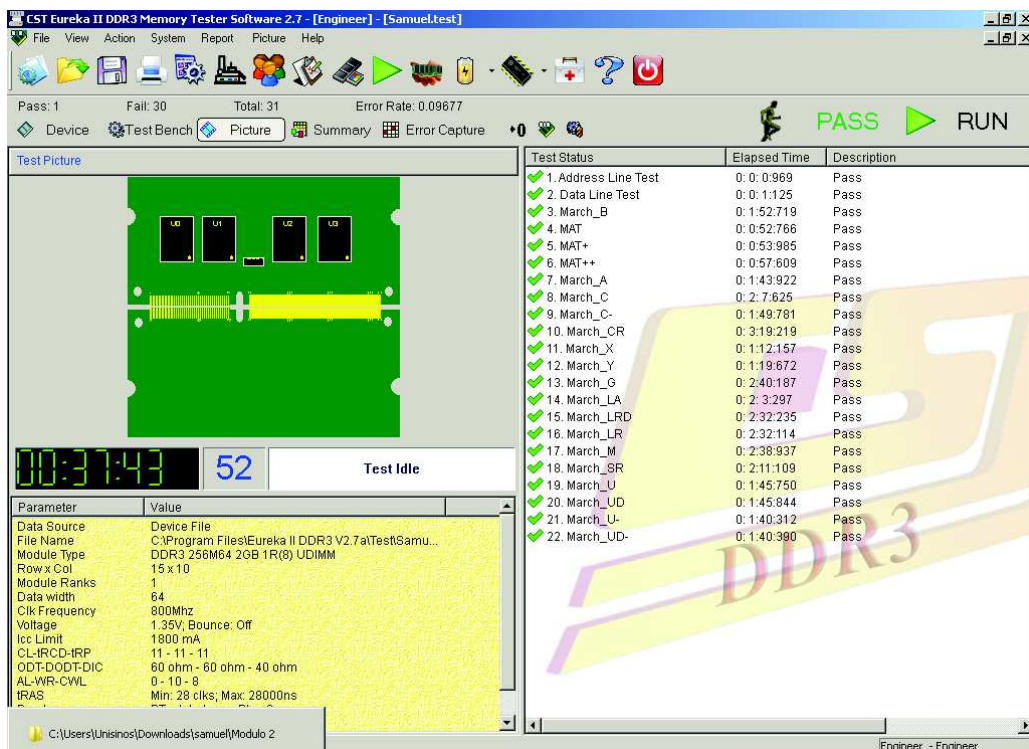 CST Eureka II DDR3 Memory Tester Software 2.7 - [Engineer] - [Samuel.test]
File View Action System Report Picture Help
Pass: 1 Fail: 30 Total: 31 Error Rate: 0.09677
Device Test Bench Picture Summary Error Capture +0 PASS RUN
Test Picture
U0 U1 U2 U3
00:37:43 52 Test Idle
Parameter Value
Data Source Device File
File Name C:\Program Files\Eureka II DDR3 V2.7a\Test\Samu...
Module Type DDR3 256M64 2GB 1R(8) UDIMM
Row x Col 15 x 10
Module Ranks 1
Data width 64
Clk Frequency 800Mhz
Voltage 1.35V; Bounce: Off
Icc Limit 1800 mA
CL-tRCD-tRP 11 - 11 - 11
ODT-DODT-DIC 60 ohm - 60 ohm - 40 ohm
AL-WR-CWL 0 - 10 - 8
tRAS Min: 28 clks; Max: 28000ns
C:\Users\Unisinos\Downloads\samuel\Modulo 2
Test Status Elapsed Time Description
1. Address Line Test 0: 0: 0:969 Pass
2. Data Line Test 0: 0: 1:125 Pass
3. March_B 0: 1:52:719 Pass
4. MAT 0: 0:52:766 Pass
5. MAT+ 0: 0:53:985 Pass
6. MAT++ 0: 0:57:609 Pass
7. March_A 0: 1:43:922 Pass
8. March_C 0: 2: 7:625 Pass
9. March_C- 0: 1:49:781 Pass
10. March_CR 0: 3:19:219 Pass
11. March_X 0: 1:12:157 Pass
12. March_Y 0: 1:19:672 Pass
13. March_G 0: 2:40:187 Pass
14. March_LA 0: 2: 3:297 Pass
15. March_LRD 0: 2:32:235 Pass
16. March_LR 0: 2:32:114 Pass
17. March_M 0: 2:38:937 Pass
18. March_SR 0: 2:11:109 Pass
19. March_U 0: 1:45:750 Pass
20. March_UD 0: 1:45:844 Pass
21. March_U- 0: 1:40:312 Pass
22. March_UD- 0: 1:40:390 Pass
DDR3
Engineer - Engineer